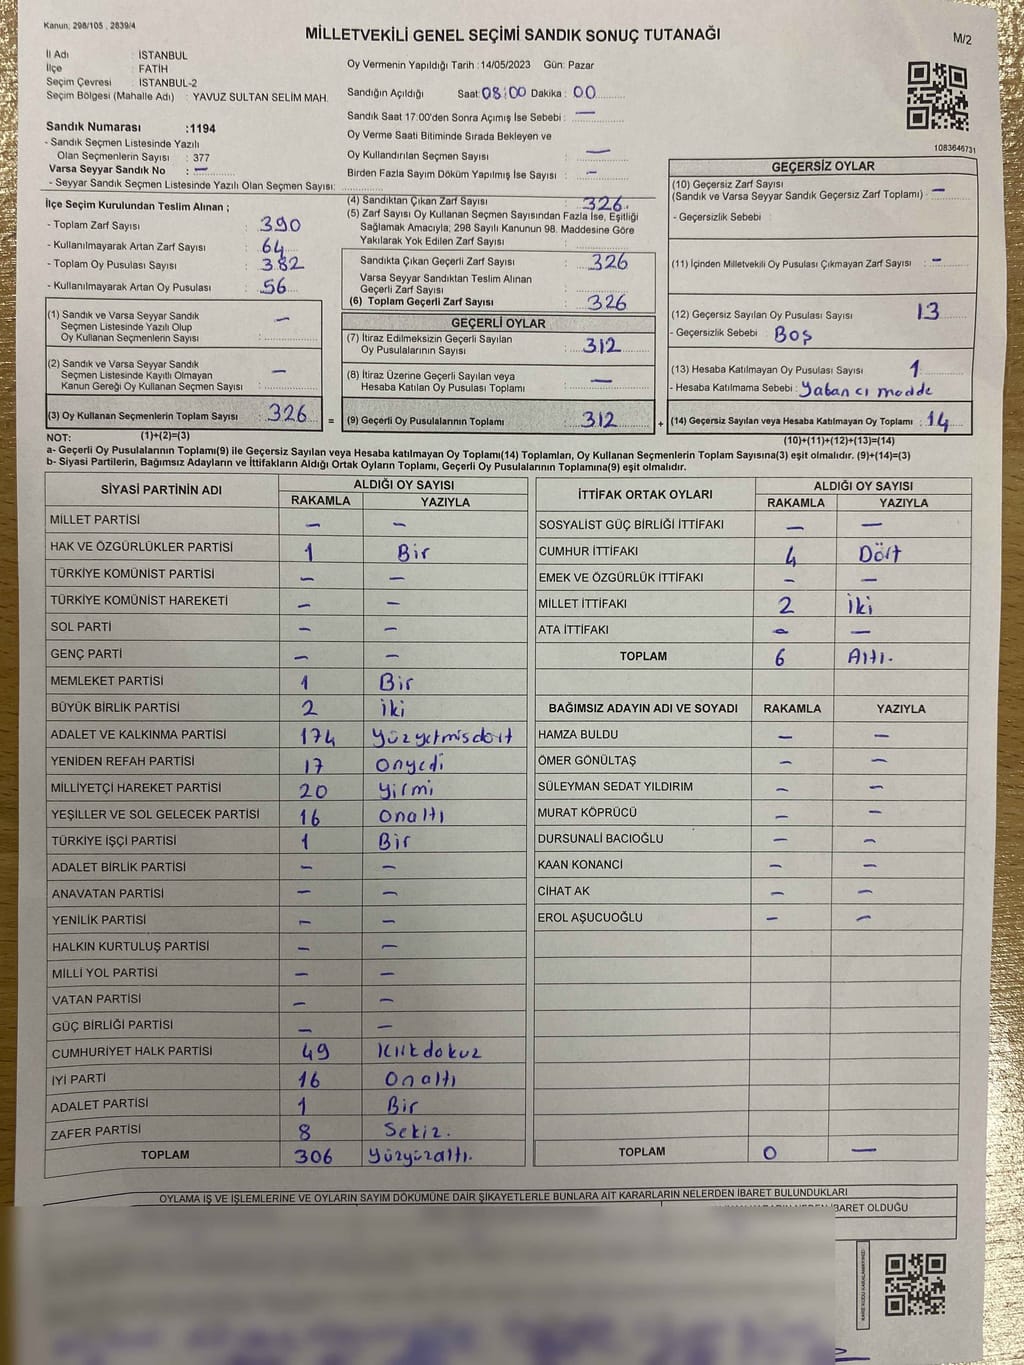 Kanun: 298/105 , 2839/4
MİLLETVEKİLİ GENEL SEÇİMİ SANDIK SONUÇ TUTANAĞI
M/2
İl Adı : İSTANBUL
İlçe : FATİH
Seçim Çevresi : İSTANBUL-2
Seçim Bölgesi (Mahalle Adı) : YAVUZ SULTAN SELİM MAH.
Sandık Numarası :1194
- Sandık Seçmen Listesinde Yazılı
Olan Seçmenlerin Sayısı : 377
Varsa Seyyar Sandık No : —
- Seyyar Sandık Seçmen Listesinde Yazılı Olan Seçmen Sayısı:
Oy Vermenin Yapıldığı Tarih :14/05/2023 Gün: Pazar
Sandığın Açıldığı Saat: 08:00 Dakika : 00
Sandık Saat 17:00'den Sonra Açımış İse Sebebi : —
Oy Verme Saati Bitiminde Sırada Bekleyen ve
Oy Kullandırılan Seçmen Sayısı : —
Birden Fazla Sayım Döküm Yapılmış İse Sayısı : —
1083646731
İlçe Seçim Kurulundan Teslim Alınan ;
- Toplam Zarf Sayısı : 390
- Kullanılmayarak Artan Zarf Sayısı : 64
- Toplam Oy Pusulası Sayısı : 382
- Kullanılmayarak Artan Oy Pusulası : 56
(1) Sandık ve Varsa Seyyar Sandık
Seçmen Listesinde Yazılı Olup
Oy Kullanan Seçmenlerin Sayısı : —
(2) Sandık ve Varsa Seyyar Sandık
Seçmen Listesinde Kayıtlı Olmayan
Kanun Gereği Oy Kullanan Seçmen Sayısı : —
(3) Oy Kullanan Seçmenlerin Toplam Sayısı : 326 =
(1)+(2)=(3)
(4) Sandıktan Çıkan Zarf Sayısı : 326
(5) Zarf Sayısı Oy Kullanan Seçmen Sayısından Fazla İse, Eşitliği
Sağlamak Amacıyla; 298 Sayılı Kanunun 98. Maddesine Göre
Yakılarak Yok Edilen Zarf Sayısı :
Sandıkta Çıkan Geçerli Zarf Sayısı : 326
Varsa Seyyar Sandıktan Teslim Alınan
Geçerli Zarf Sayısı :
(6) Toplam Geçerli Zarf Sayısı : 326
GEÇERLİ OYLAR
(7) İtiraz Edilmeksizin Geçerli Sayılan
Oy Pusulalarının Sayısı : 312
(8) İtiraz Üzerine Geçerli Sayılan veya
Hesaba Katılan Oy Pusulası Toplamı : —
(9) Geçerli Oy Pusulalarının Toplamı : 312 +
GEÇERSİZ OYLAR
(10) Geçersiz Zarf Sayısı
(Sandık ve Varsa Seyyar Sandık Geçersiz Zarf Toplamı) : —
- Geçersizlik Sebebi :
(11) İçinden Milletvekili Oy Pusulası Çıkmayan Zarf Sayısı : —
(12) Geçersiz Sayılan Oy Pusulası Sayısı : 13
- Geçersizlik Sebebi : Boş
(13) Hesaba Katılmayan Oy Pusulası Sayısı : 1
- Hesaba Katılmama Sebebi : Yabancı madde
(14) Geçersiz Sayılan veya Hesaba Katılmayan Oy Toplamı : 14
(10)+(11)+(12)+(13)=(14)
NOT:
a- Geçerli Oy Pusulalarının Toplamı(9) ile Geçersiz Sayılan veya Hesaba katılmayan Oy Toplamı(14) Toplamları, Oy Kullanan Seçmenlerin Toplam Sayısına(3) eşit olmalıdır. (9)+(14)=(3)
b- Siyasi Partilerin, Bağımsız Adayların ve İttifakların Aldığı Ortak Oyların Toplamı, Geçerli Oy Pusulalarının Toplamına(9) eşit olmalıdır.
SİYASİ PARTİNİN ADI ALDIĞI OY SAYISI
RAKAMLA YAZIYLA
MİLLET PARTİSİ — —
HAK VE ÖZGÜRLÜKLER PARTİSİ 1 Bir
TÜRKİYE KOMÜNİST PARTİSİ — —
TÜRKİYE KOMÜNİST HAREKETİ — —
SOL PARTİ — —
GENÇ PARTİ — —
MEMLEKET PARTİSİ 1 Bir
BÜYÜK BİRLİK PARTİSİ 2 iki
ADALET VE KALKINMA PARTİSİ 174 Yüzyetmişdört
YENİDEN REFAH PARTİSİ 17 onyedi
MİLLİYETÇİ HAREKET PARTİSİ 20 yirmi
YEŞİLLER VE SOL GELECEK PARTİSİ 16 onaltı
TÜRKİYE İŞÇİ PARTİSİ 1 Bir
ADALET BİRLİK PARTİSİ — —
ANAVATAN PARTİSİ — —
YENİLİK PARTİSİ — —
HALKIN KURTULUŞ PARTİSİ — —
MİLLİ YOL PARTİSİ — —
VATAN PARTİSİ — —
GÜÇ BİRLİĞİ PARTİSİ — —
CUMHURİYET HALK PARTİSİ 49 Kırkdokuz
İYİ PARTİ 16 Onaltı
ADALET PARTİSİ 1 Bir
ZAFER PARTİSİ 8 Sekiz.
TOPLAM 306 Yüzyüzaltı.
İTTİFAK ORTAK OYLARI ALDIĞI OY SAYISI
RAKAMLA YAZIYLA
SOSYALİST GÜÇ BİRLİĞİ İTTİFAKI — —
CUMHUR İTTİFAKI 4 Dört
EMEK VE ÖZGÜRLÜK İTTİFAKI — —
MİLLET İTTİFAKI 2 İki
ATA İTTİFAKI — —
TOPLAM 6 Altı.
BAĞIMSIZ ADAYIN ADI VE SOYADI RAKAMLA YAZIYLA
HAMZA BULDU — —
ÖMER GÖNÜLTAŞ — —
SÜLEYMAN SEDAT YILDIRIM — —
MURAT KÖPRÜCÜ — —
DURSUNALİ BACIOĞLU — —
KAAN KONANCI — —
CİHAT AK — —
EROL AŞUCUOĞLU — —
TOPLAM 0 —
OYLAMA İŞ VE İŞLEMLERİNE VE OYLARIN SAYIM DÖKÜMÜNE DAİR ŞİKAYETLERLE BUNLARA AİT KARARLARIN NELERDEN İBARET BULUNDUKLARI
İBARET OLDUĞU
KARE KODU KARALAMAYINIZ!